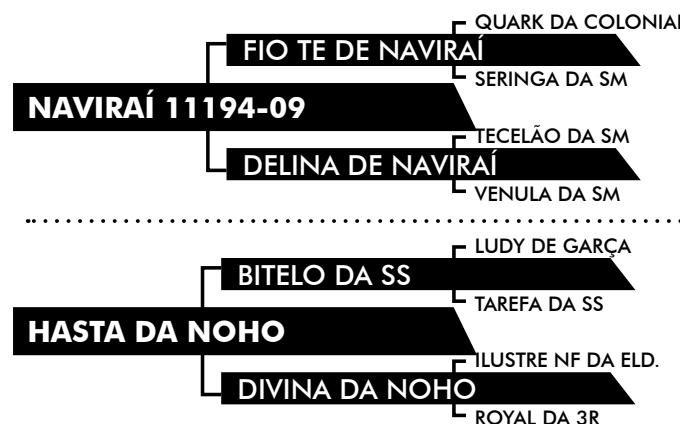 QUARK DA COLONIAL
FIO TE DE NAVIRAÍ
SERINGA DA SM
NAVIRAÍ 11194-09
TECELÃO DA SM
DELINA DE NAVIRAÍ
VENULA DA SM
LUDY DE GARÇA
BITELO DA SS
TAREFA DA SS
HASTA DA NOHO
ILUSTRE NF DA ELD.
DIVINA DA NOHO
ROYAL DA 3R